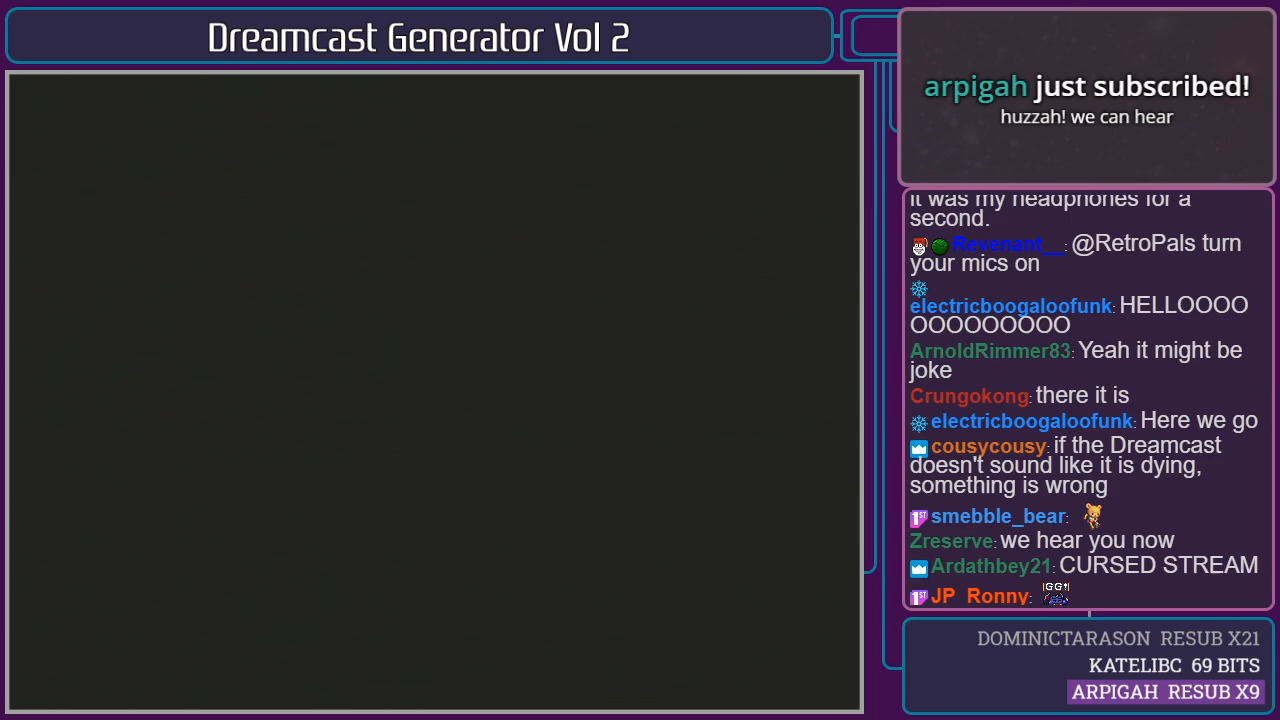 Dreamcast Generator Vol 2
arpigah just subscribed!
huzzah! we can hear
it was my headphones for a
second.
Revenant__: @RetroPals turn
your mics on
electricboogaloofunk: HELLOOOO
OOOOOOOOO
ArnoldRimmer83: Yeah it might be
joke
Crungokong: there it is
electricboogaloofunk: Here we go
cousycousy: if the Dreamcast
doesn't sound like it is dying,
something is wrong
1ST smebble_bear:
Zreserve: we hear you now
Ardathbey21: CURSED STREAM
1ST JP_Ronny: GG!
DOMINICTARASON RESUB X21
KATELIBC 69 BITS
ARPIGAH RESUB X9